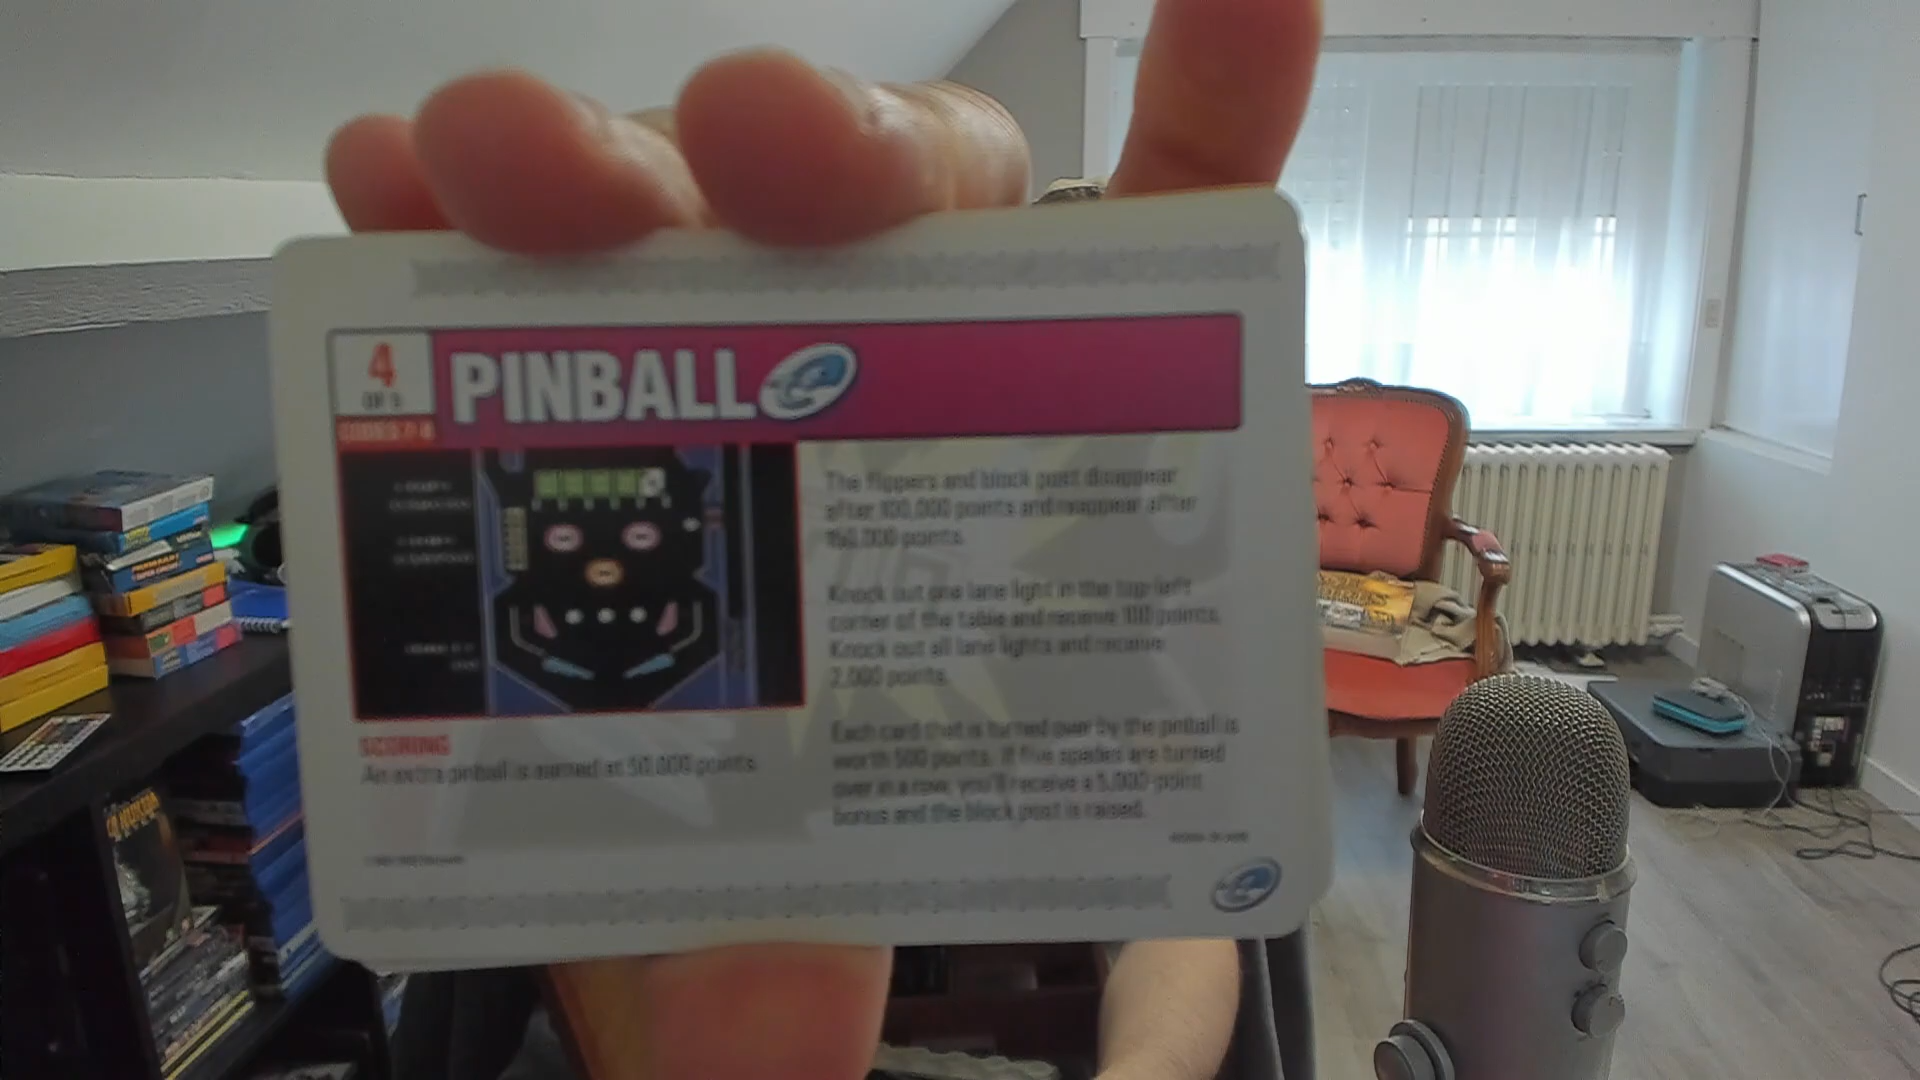 4
OF 5
PINBALL
CODES 7-8
The flippers and block post disappear
after 100,000 points and reappear after
150,000 points.
Knock out one lane light in the top left
corner of the table and receive 100 points.
Knock out all lane lights and receive
2,000 points.
Each card that is turned over by the pinball is
worth 500 points. If five spades are turned
over in a row, you'll receive a 5,000-point
bonus and the block post is raised.
SCORING
An extra pinball is earned at 50,000 points.